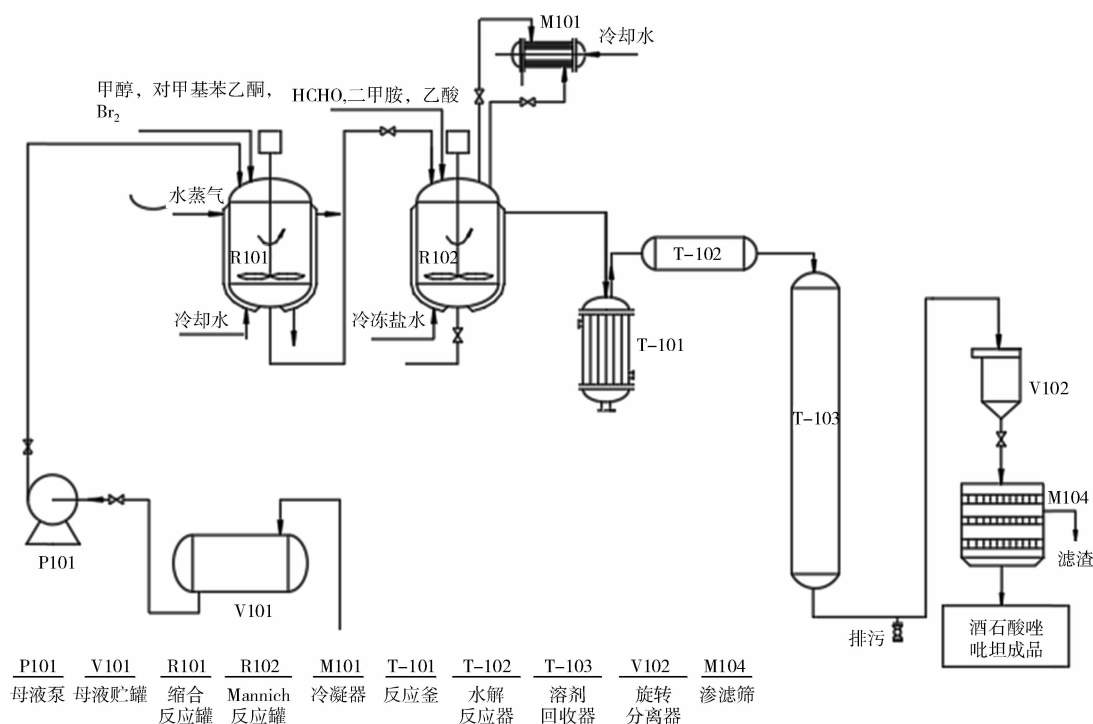 M101
冷却水
甲醇，对甲基苯乙酮，
Br₂
HCHO,二甲胺，乙酸
水蒸气
R101
R102
T-102
冷却水
冷冻盐水
T-101
V102
T-103
M104
滤渣
P101
V101
排污
酒石酸唑
吡坦成品
P101 V101 R101 R102 M101 T-101 T-102 T-103 V102 M104
母液泵 母液贮罐 缩合 Mannich 冷凝器 反应釜 水解 溶剂 旋转 渗滤筛
反应罐 反应罐 反应器 回收器 分离器